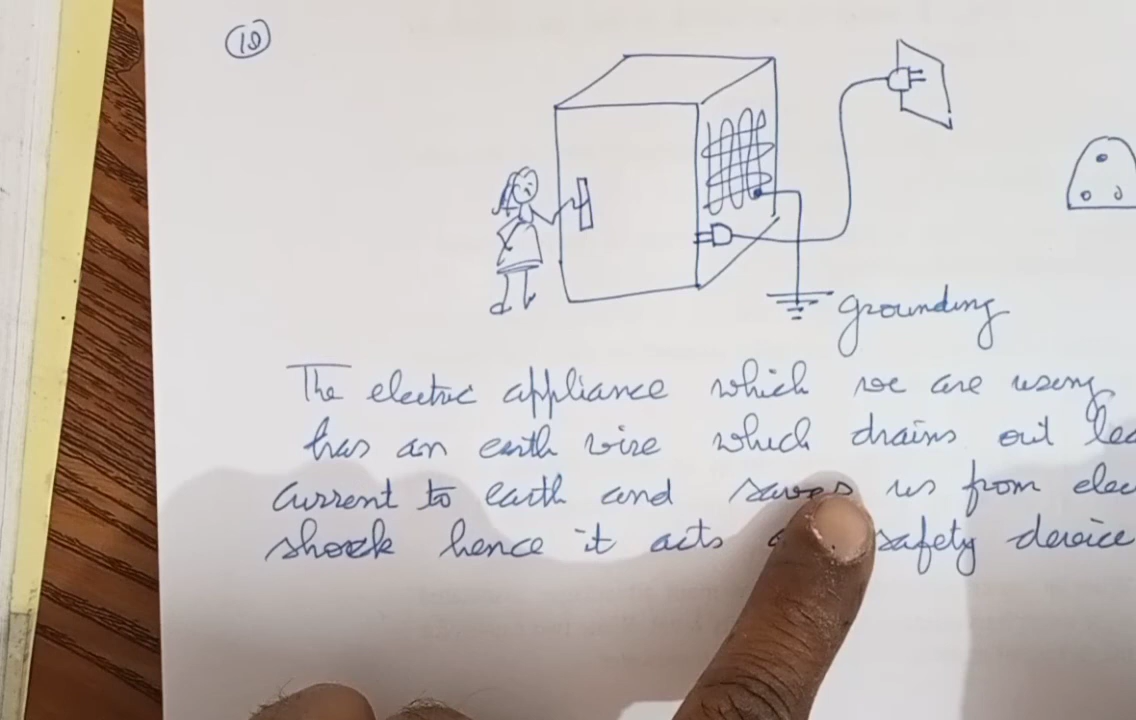 18
grounding
The electric appliance which we are using
has an earth wire which drains out
current to earth and saves us from
shock hence it acts safety device